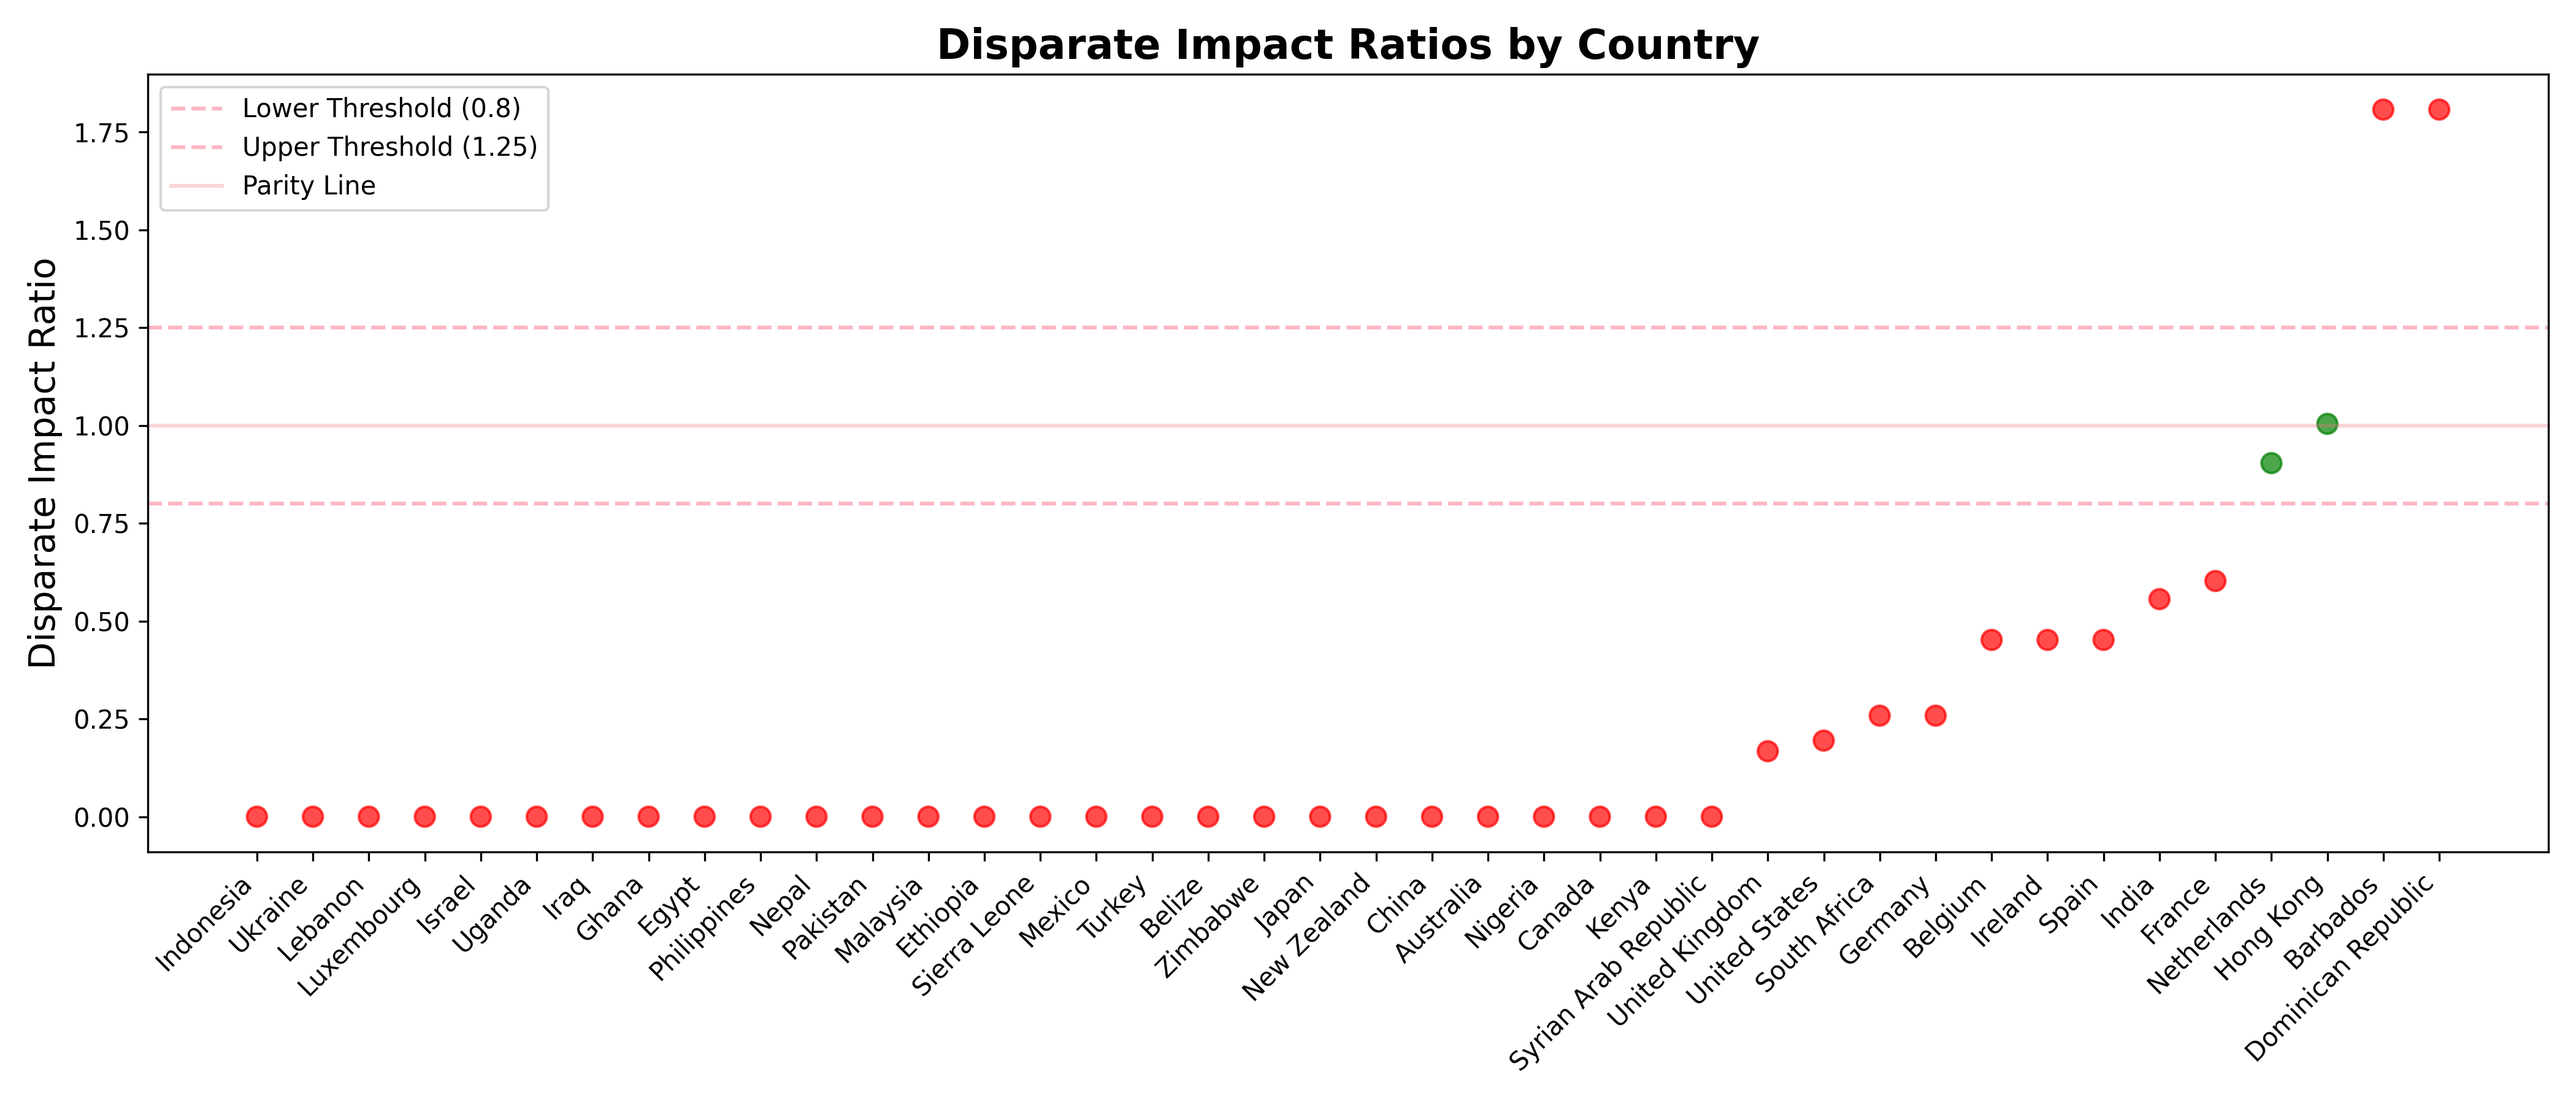 Disparate Impact Ratios by Country
Lower Threshold (0.8)
Upper Threshold (1.25)
Parity Line
Disparate Impact Ratio
1.75
1.50
1.25
1.00
0.75
0.50
0.25
0.00
Indonesia
Ukraine
Lebanon
Luxembourg
Israel
Uganda
Iraq
Ghana
Egypt
Philippines
Nepal
Pakistan
Malaysia
Ethiopia
Sierra Leone
Mexico
Turkey
Belize
Zimbabwe
Japan
New Zealand
China
Australia
Nigeria
Canada
Kenya
Syrian Arab Republic
United Kingdom
United States
South Africa
Germany
Belgium
Ireland
Spain
India
France
Netherlands
Hong Kong
Barbados
Dominican Republic